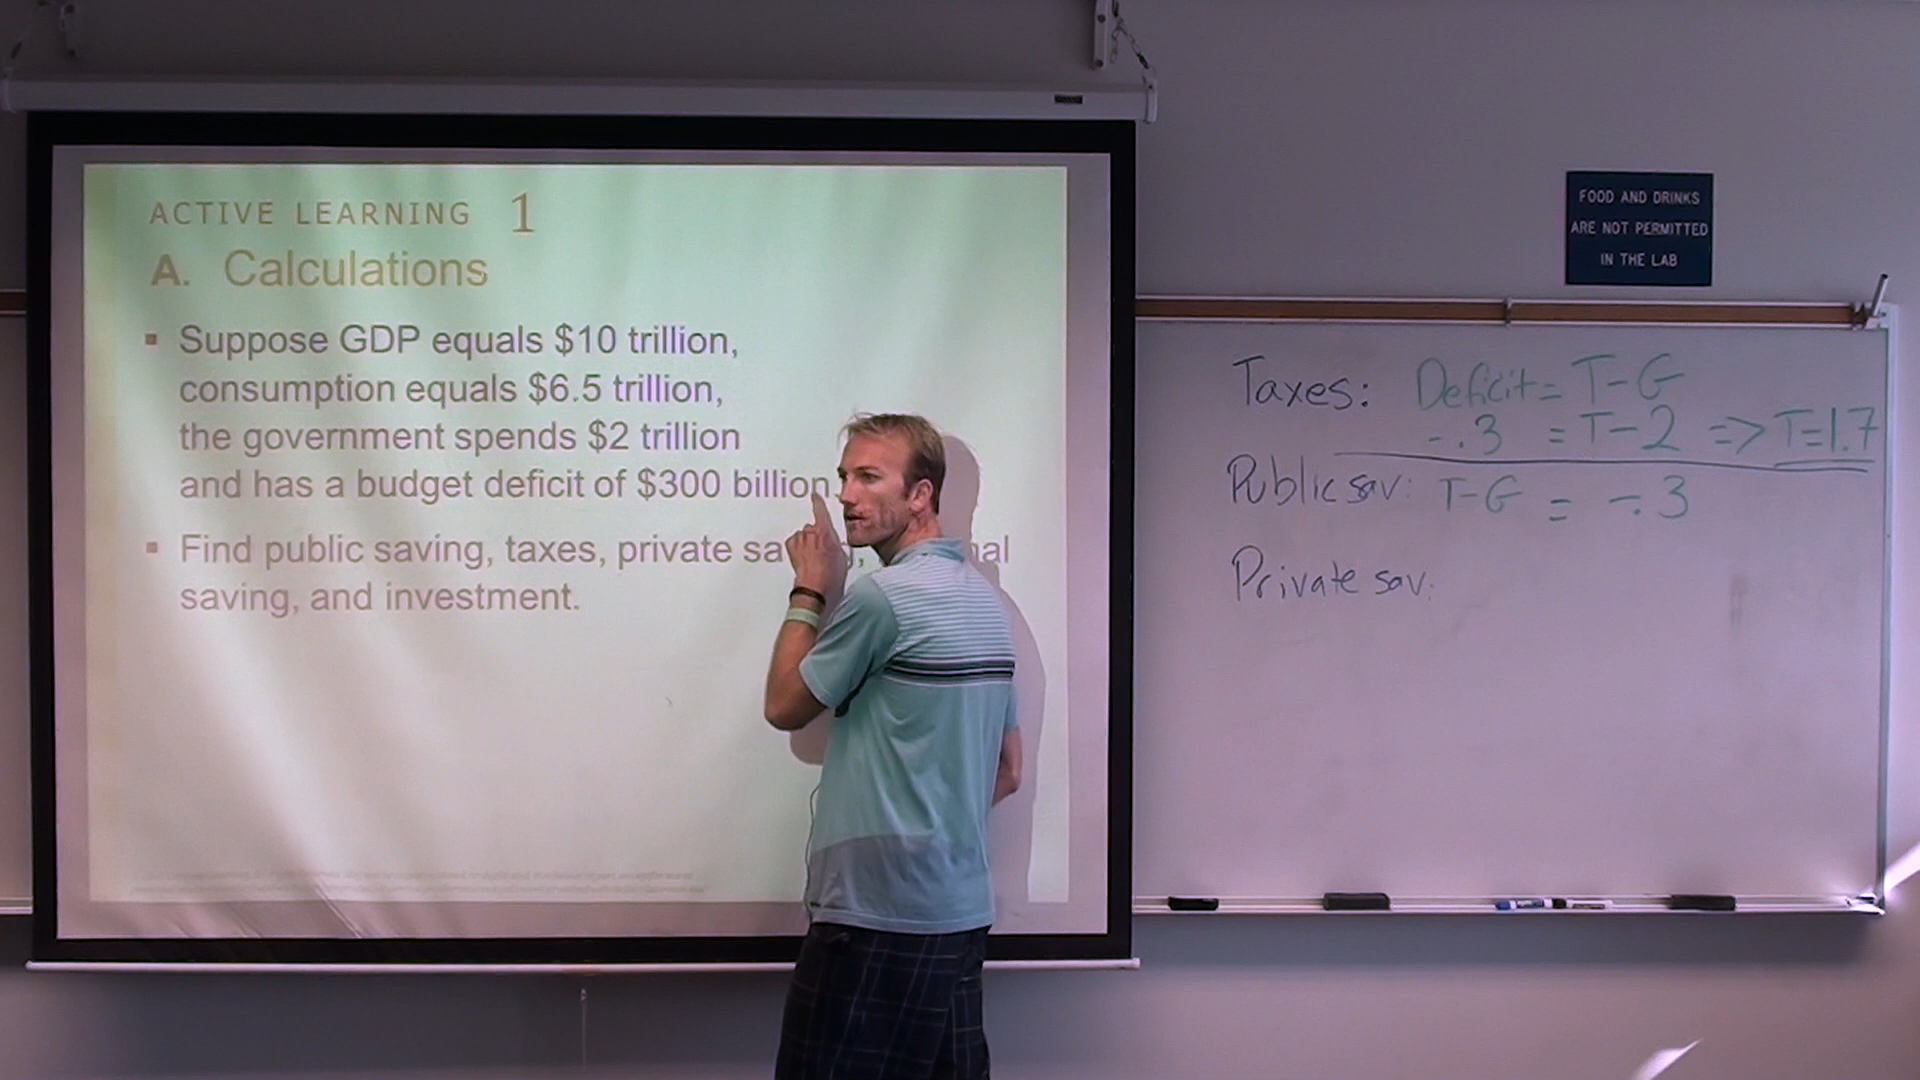 ACTIVE LEARNING 1
A. Calculations
▪ Suppose GDP equals $10 trillion,
consumption equals $6.5 trillion,
the government spends $2 trillion
and has a budget deficit of $300 billion
▪ Find public saving, taxes, private
saving, and investment.
FOOD AND DRINKS
ARE NOT PERMITTED
IN THE LAB
Taxes: Deficit = T-G
-.3 = T-2 => T=1.7
Public sav: T-G = -.3
Private sav: